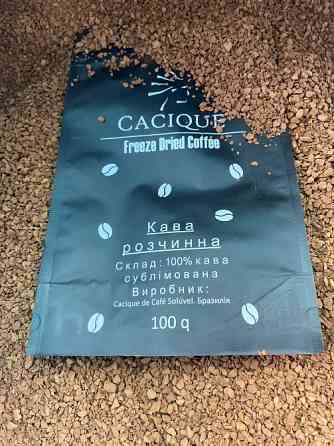 CACIQUE
Freeze Dried Coffee
Кава
розчинна
Склад: 100% кава
сублімована
Виробник:
Cacique de Café Solúvel. Бразилія
100 g